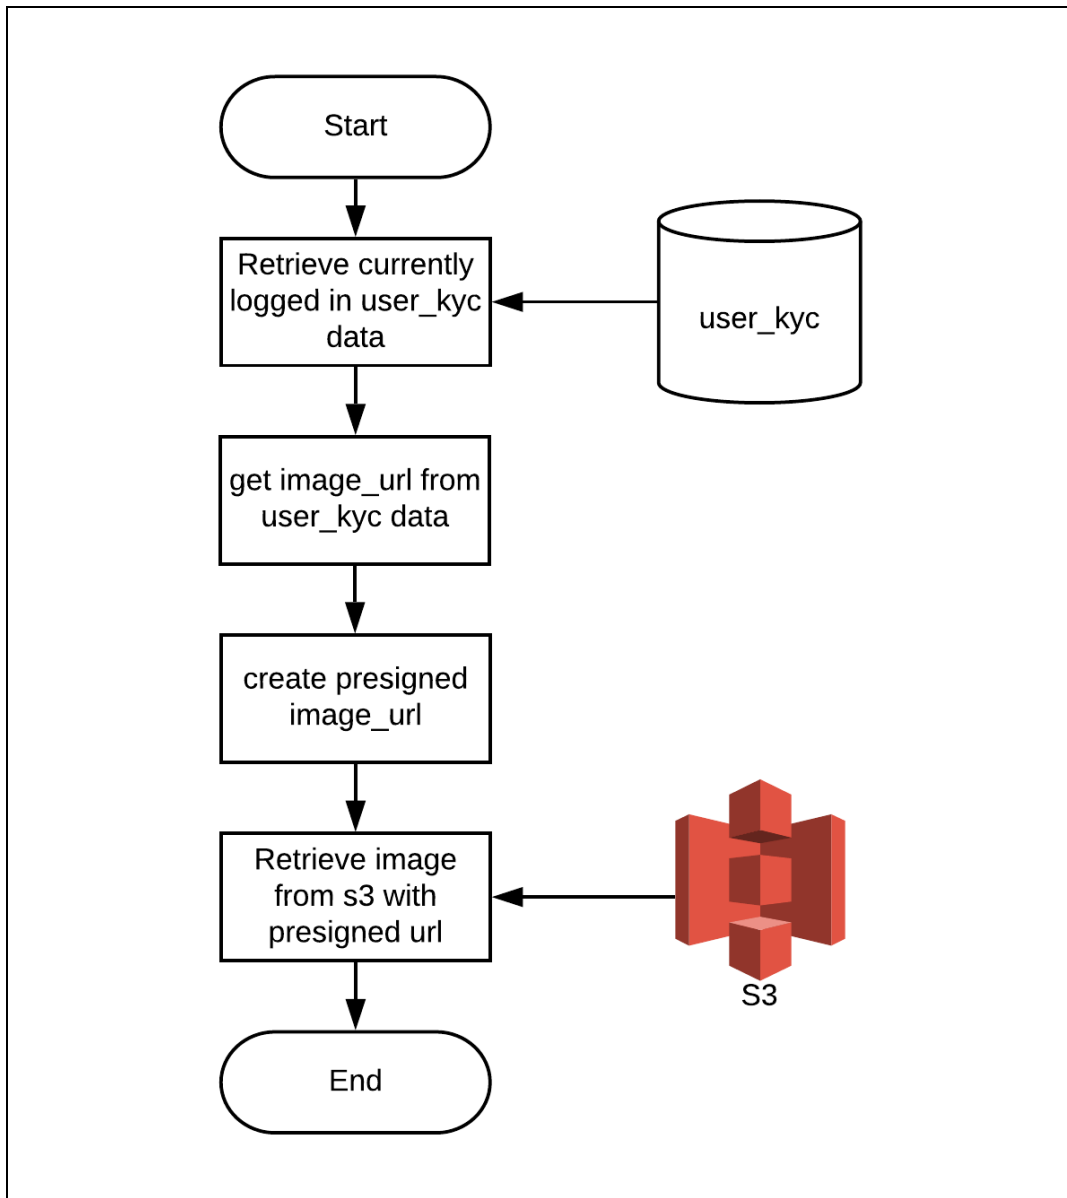 Start
Retrieve currently
logged in user_kyc
data
user_kyc
get image_url from
user_kyc data
create presigned
image_url
Retrieve image
from s3 with
presigned url
S3
End